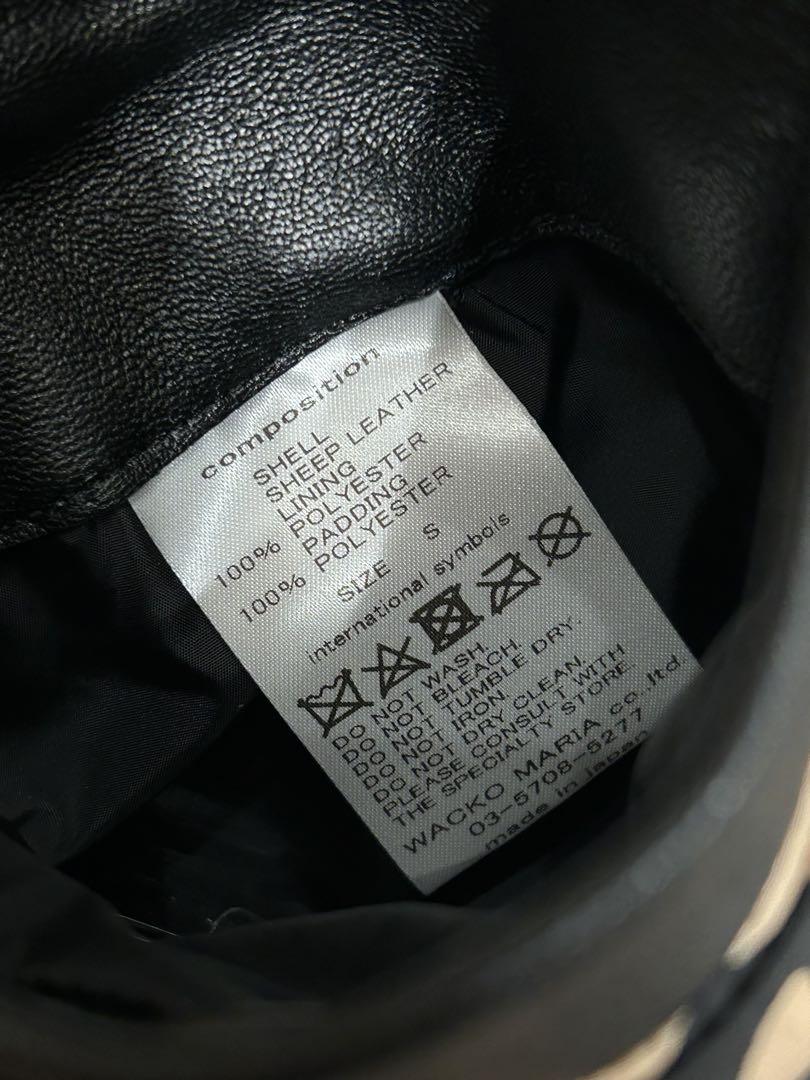 composition
SHELL
SHEEP LEATHER
LINING
100% POLYESTER
PADDING
100% POLYESTER
SIZE S
international symbols
DO NOT WASH.
DO NOT BLEACH.
DO NOT TUMBLE DRY.
DO NOT IRON.
DO NOT DRY CLEAN.
PLEASE CONSULT WITH
THE SPECIALTY STORE.
WACKO MARIA co.,ltd.
03-5708-5277
made in japan